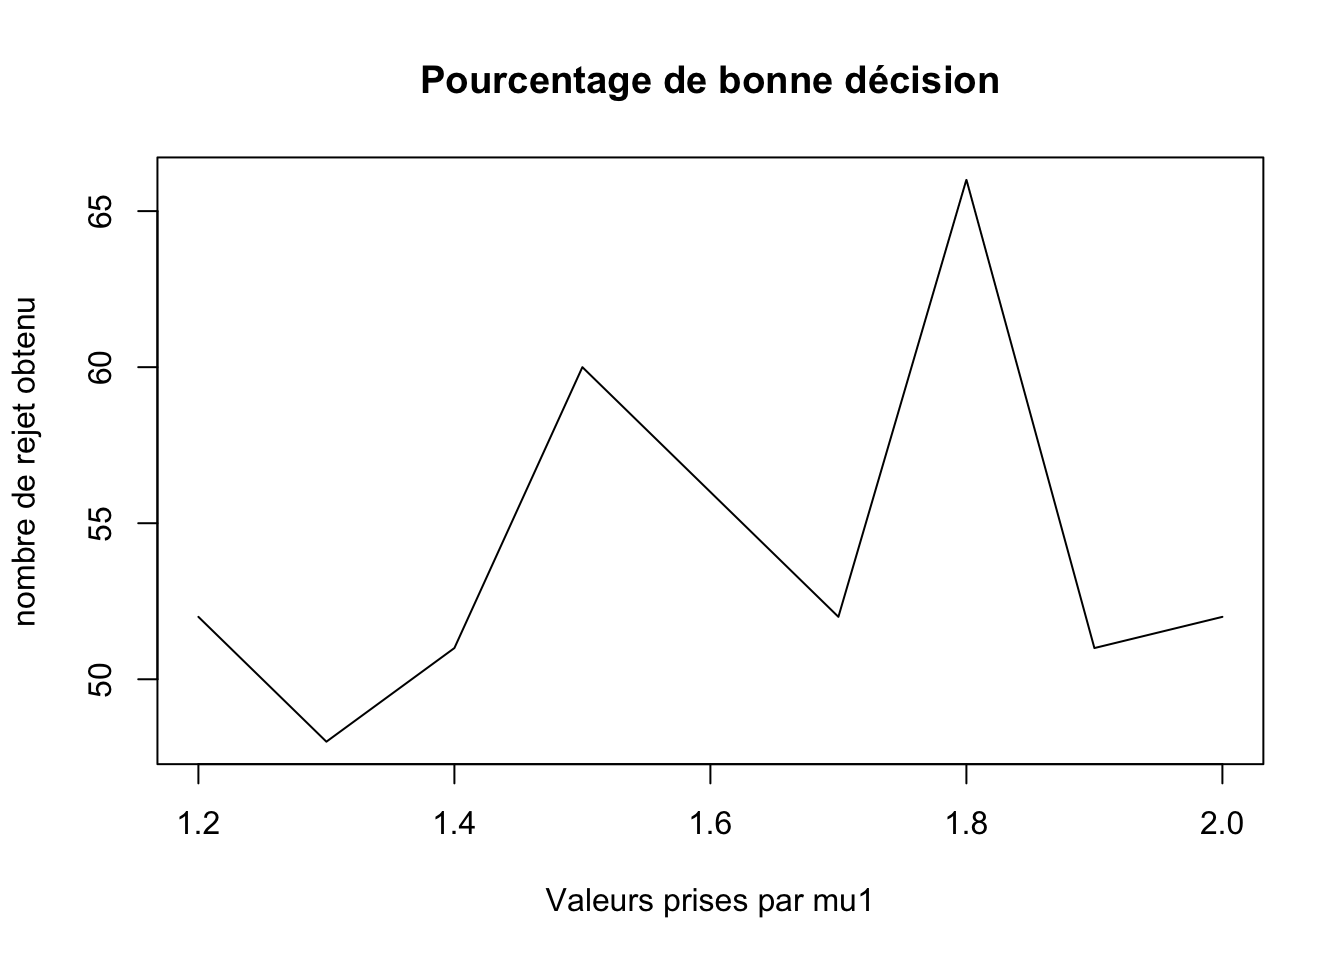 Pourcentage de bonne décision
nombre de rejet obtenu
65
60
55
50
1.2 1.4 1.6 1.8 2.0
Valeurs prises par mu1